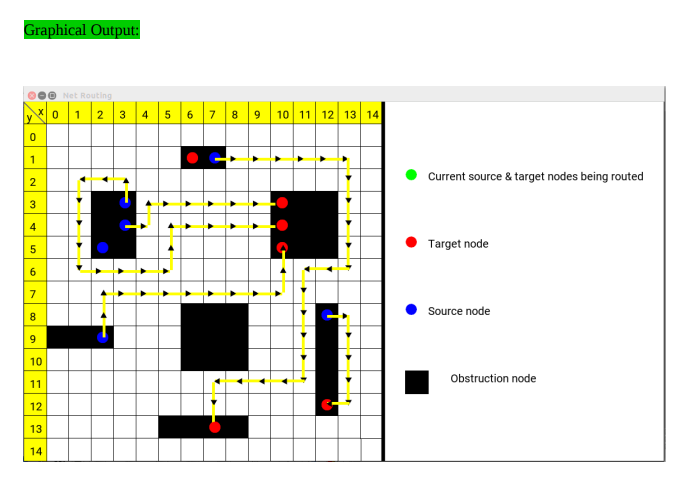 Graphical Output:
Net Routing
y X 0 1 2 3 4 5 6 7 8 9 10 11 12 13 14
0
1
2
Current source & target nodes being routed
3
4
5
Target node
6
7
8
Source node
9
10
11
Obstruction node
12
13
14